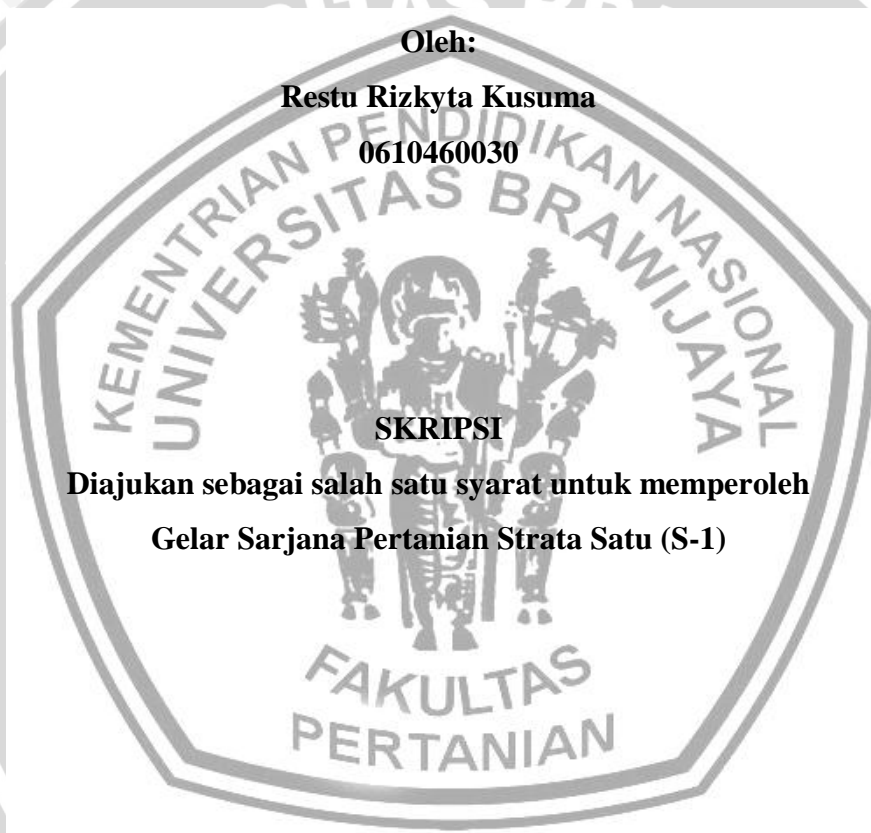 Oleh:
Restu Rizkyta Kusuma
0610460030
KEMENTRIAN PENDIDIKAN NASIONAL
UNIVERSITAS BRAWIJAYA
SKRIPSI
Diajukan sebagai salah satu syarat untuk memperoleh
Gelar Sarjana Pertanian Strata Satu (S-1)
FAKULTAS
PERTANIAN